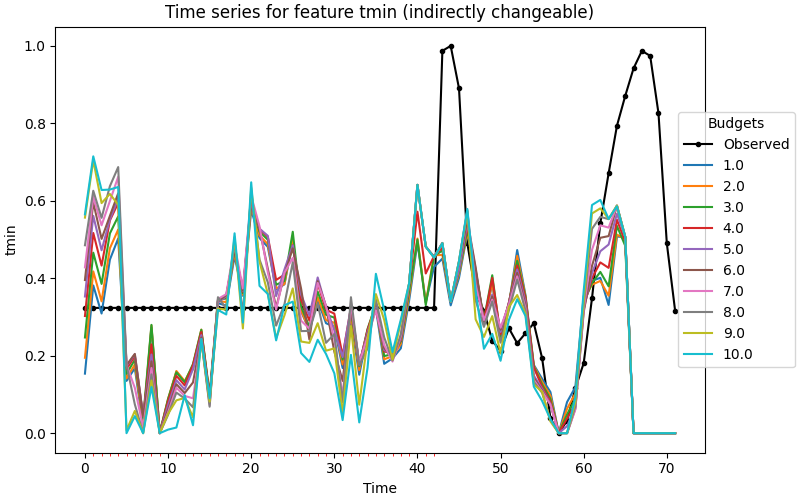 Time series for feature tmin (indirectly changeable)
tmin
1.0
0.8
0.6
0.4
0.2
0.0
0 10 20 30 40 50 60 70
Time
Budgets
Observed
1.0
2.0
3.0
4.0
5.0
6.0
7.0
8.0
9.0
10.0